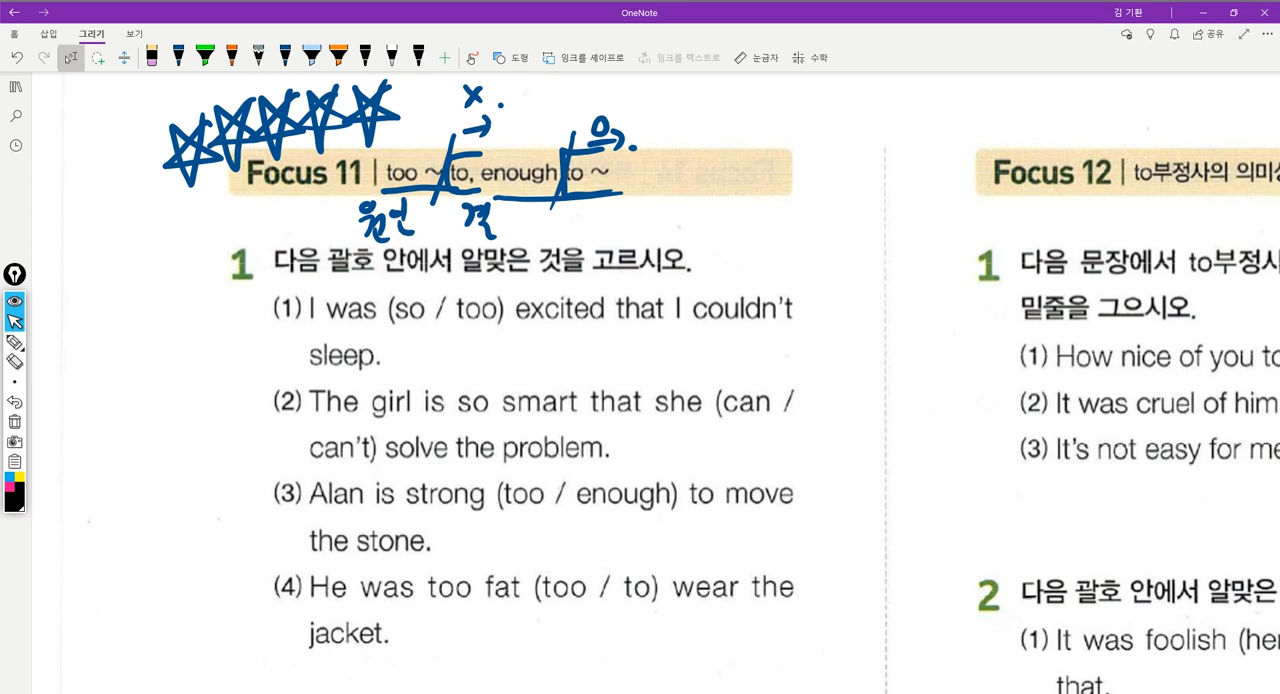 OneNote
김 기환
홈 삽입 그리기 보기
공유
도형 잉크를 셰이프로 잉크를 텍스트로 눈금자 수학
x.
o.
Focus 11 | too ~ to, enough to ~
원인 결
1 다음 괄호 안에서 알맞은 것을 고르시오.
(1) I was (so / too) excited that I couldn't
sleep.
(2) The girl is so smart that she (can /
can't) solve the problem.
(3) Alan is strong (too / enough) to move
the stone.
(4) He was too fat (too / to) wear the
jacket.
Focus 12 | to부정사의 의미상
1 다음 문장에서 to부정사
밑줄을 그으시오.
(1) How nice of you to
(2) It was cruel of him
(3) It's not easy for me
2 다음 괄호 안에서 알맞은
(1) It was foolish (her
that.